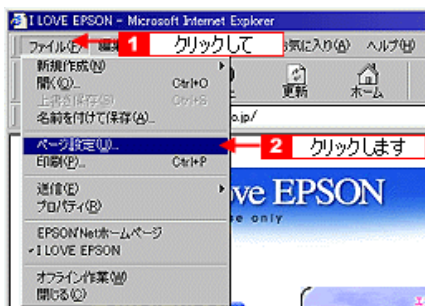 I LOVE EPSON - Microsoft Internet Explorer
ファイル(F) 1 クリックして お気に入り(A) ヘルプ(H)
新規作成(N)
開く(O)... Ctrl+O
上書き保存(S) Ctrl+S
名前を付けて保存(A)...
更新 ホーム
o.jp/
ページ設定(U)... 2 クリックします
印刷(P)... Ctrl+P
送信(E)
プロパティ(R)
ove EPSON
se only
EPSON'Netホームページ
I LOVE EPSON
オフライン作業(W)
閉じる(C)